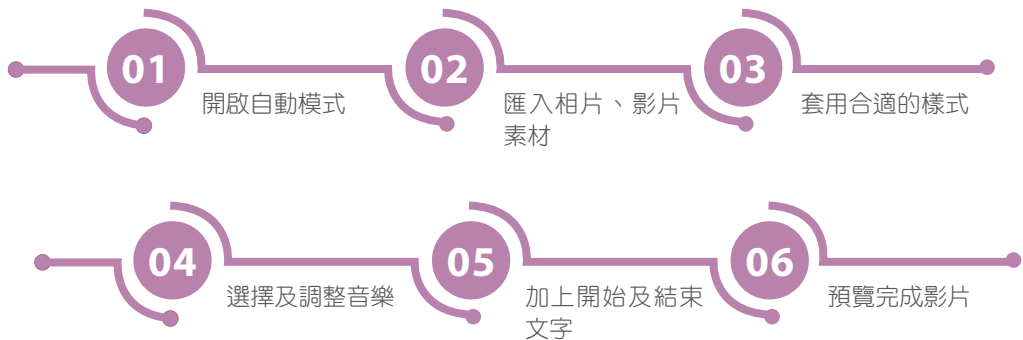 01
開啟自動模式
02
匯入相片、影片
素材
03
套用合適的樣式
04
選擇及調整音樂
05
加上開始及結束
文字
06
預覽完成影片